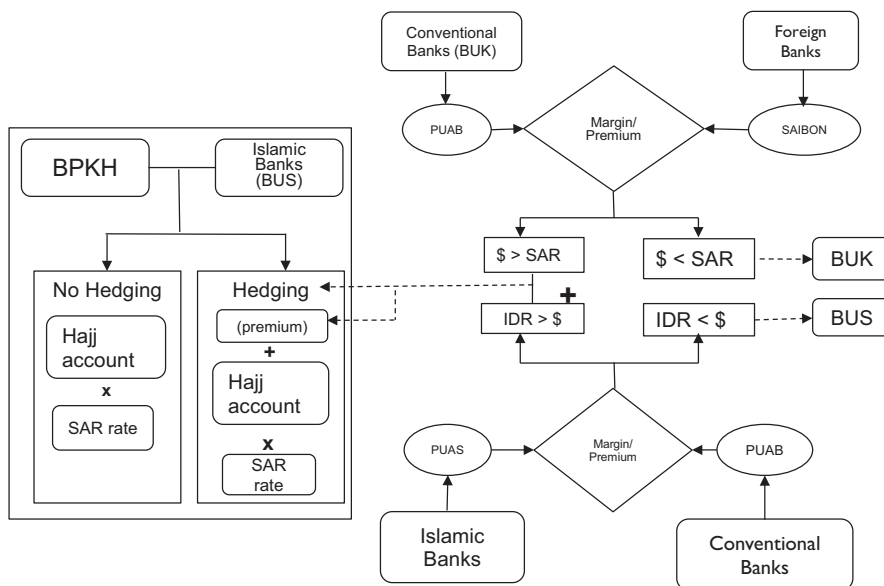 Conventional
Banks (BUK)
Foreign
Banks
PUAB
Margin/
Premium
SAIBON
BPKH
Islamic
Banks
(BUS)
$ > SAR
$ < SAR
BUK
No Hedging
Hedging
(premium)
+
Hajj
account
x
SAR rate
Hajj
account
x
SAR
rate
+
IDR > $
IDR < $
BUS
PUAS
Margin/
Premium
PUAB
Islamic
Banks
Conventional
Banks